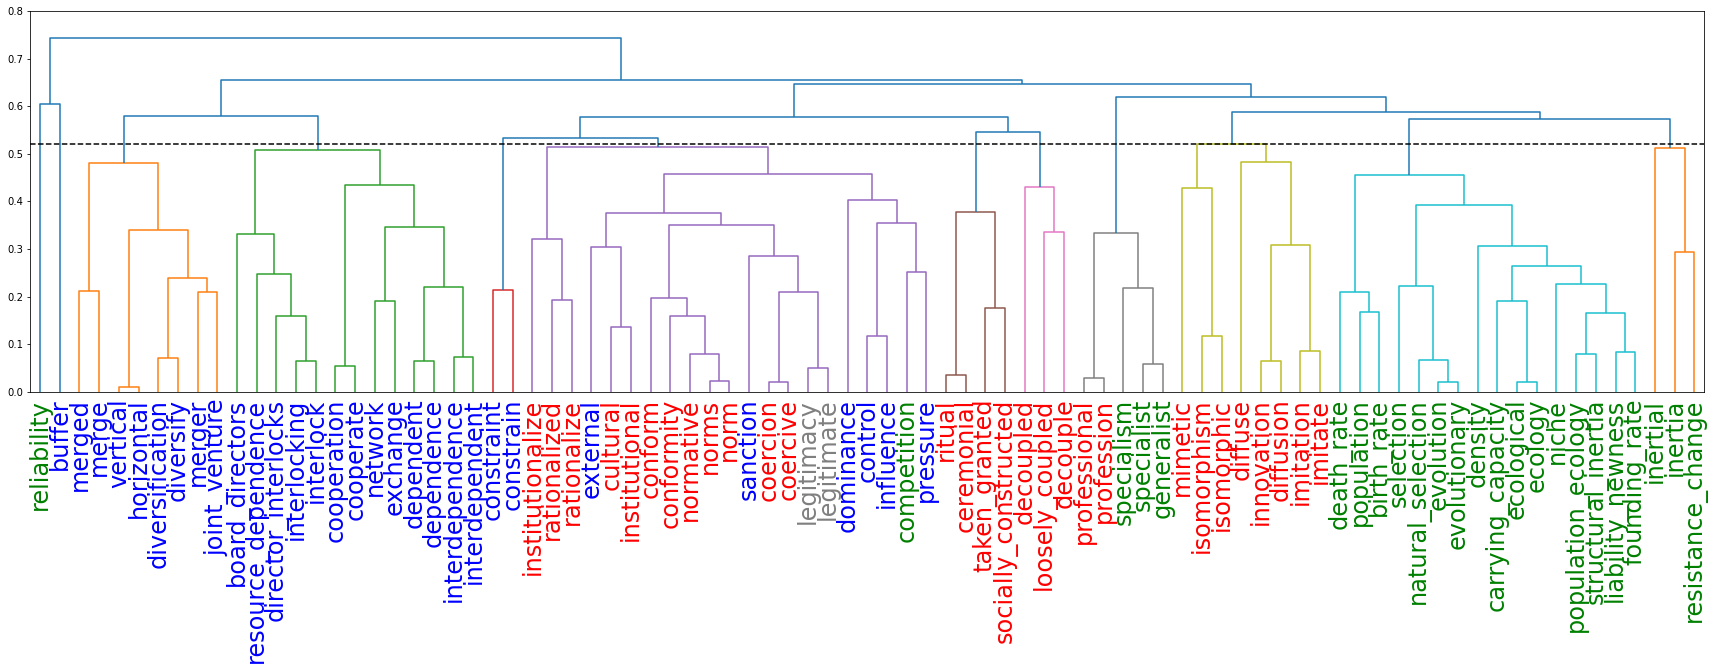 0.8
0.7
0.6
0.5
0.4
0.3
0.2
0.1
0.0
reliability
buffer
merged
merge
vertical
horizontal
diversification
diversify
merger
joint_venture
board_directors
resource_dependence
director_interlocks
interlocking
interlock
cooperation
cooperate
network
exchange
dependent
dependence
interdependence
interdependent
constraint
constrain
institutionalize
rationalized
rationalize
external
cultural
institutional
conform
conformity
normative
norms
norm
sanction
coercion
coercive
legitimacy
legitimate
dominance
control
influence
competition
pressure
ritual
ceremonial
taken_granted
socially_constructed
decoupled
loosely_coupled
decouple
professional
profession
specialism
specialist
generalist
mimetic
isomorphism
isomorphic
diffuse
innovation
diffusion
imitation
imitate
death_rate
population
birth_rate
selection
natural_selection
evolution
evolutionary
density
carrying_capacity
ecological
ecology
niche
population_ecology
structural_inertia
liability_newness
founding_rate
inertial
inertia
resistance_change